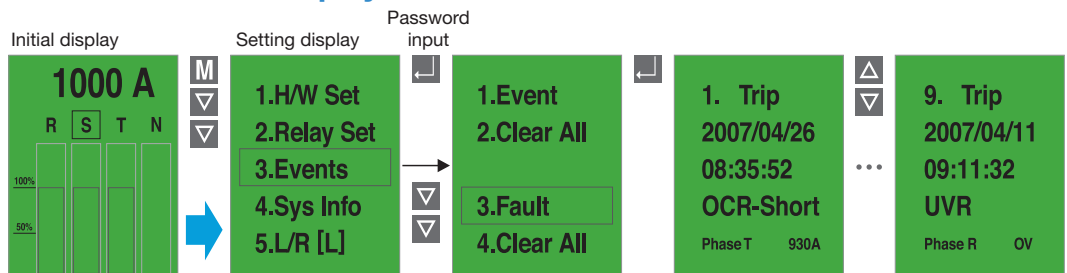 Password
input
Initial display
Setting display
1000 A
R S T N
100%
50%
M
1.H/W Set
2.Relay Set
3.Events
4.Sys Info
5.L/R [L]
1.Event
2.Clear All
3.Fault
4.Clear All
1. Trip
2007/04/26
08:35:52
OCR-Short
Phase T 930A
...
9. Trip
2007/04/11
09:11:32
UVR
Phase R OV